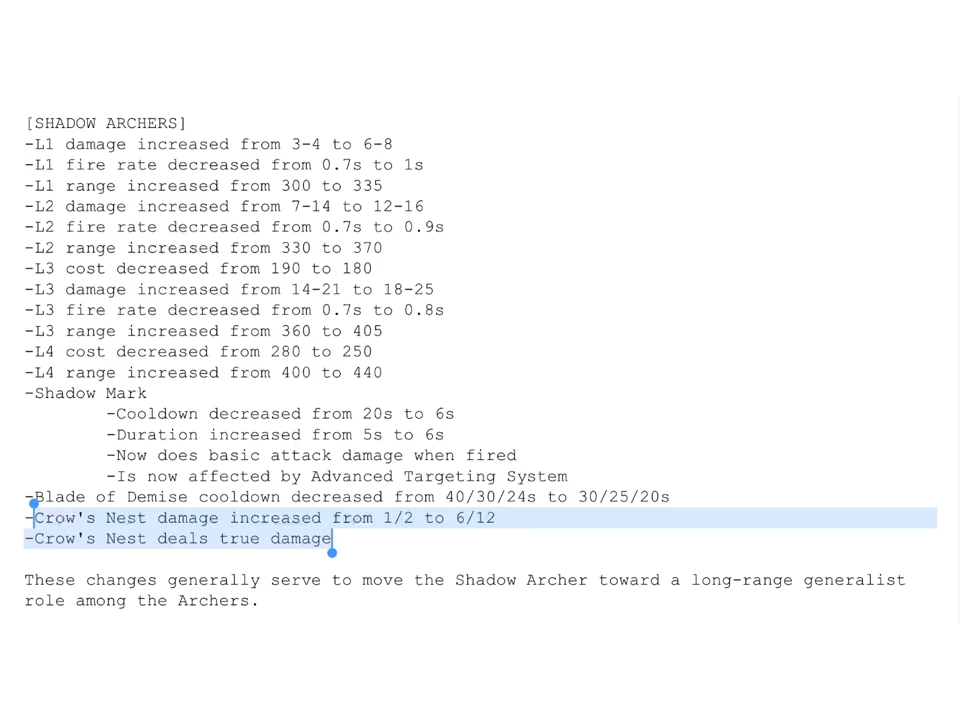 [SHADOW ARCHERS]
-L1 damage increased from 3-4 to 6-8
-L1 fire rate decreased from 0.7s to 1s
-L1 range increased from 300 to 335
-L2 damage increased from 7-14 to 12-16
-L2 fire rate decreased from 0.7s to 0.9s
-L2 range increased from 330 to 370
-L3 cost decreased from 190 to 180
-L3 damage increased from 14-21 to 18-25
-L3 fire rate decreased from 0.7s to 0.8s
-L3 range increased from 360 to 405
-L4 cost decreased from 280 to 250
-L4 range increased from 400 to 440
-Shadow Mark
-Cooldown decreased from 20s to 6s
-Duration increased from 5s to 6s
-Now does basic attack damage when fired
-Is now affected by Advanced Targeting System
-Blade of Demise cooldown decreased from 40/30/24s to 30/25/20s
-Crow's Nest damage increased from 1/2 to 6/12
-Crow's Nest deals true damage
These changes generally serve to move the Shadow Archer toward a long-range generalist
role among the Archers.